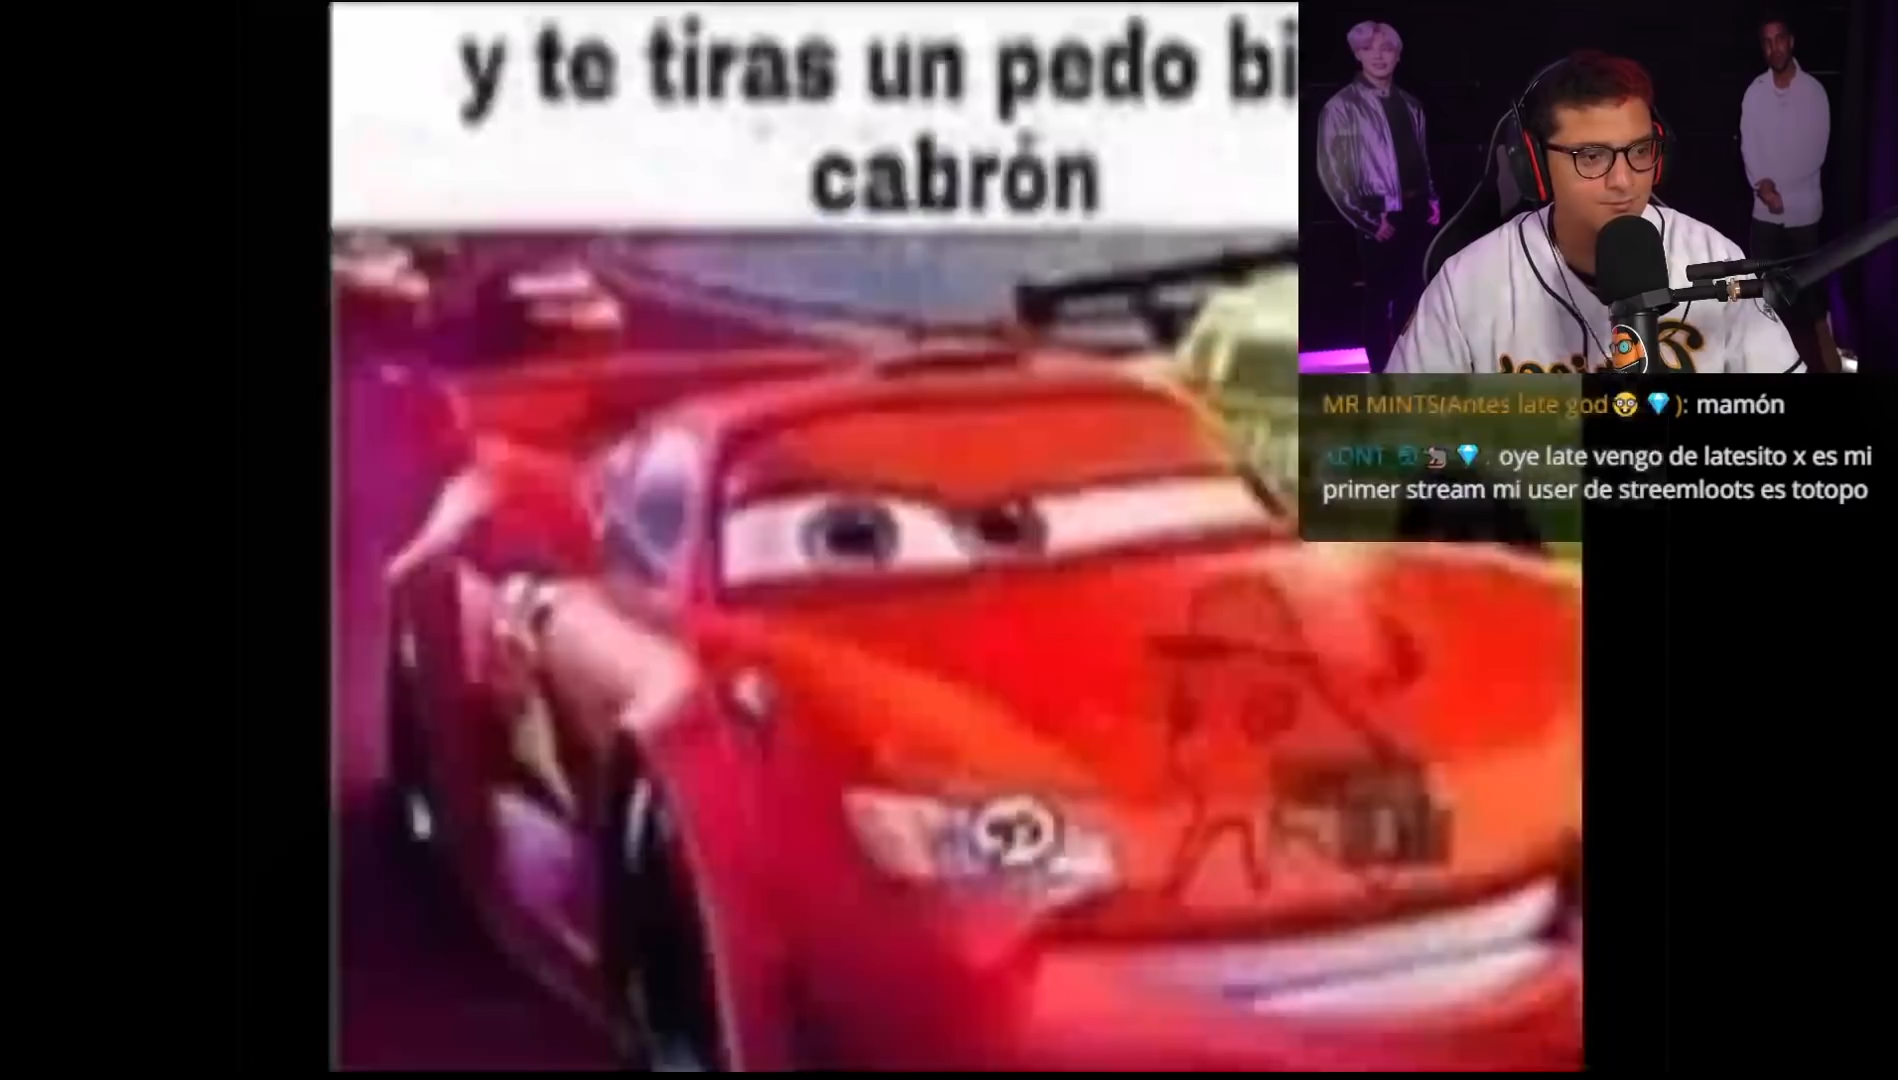 y te tiras un pedo bi
cabrón
MR MINTS(Antes late god🤓💎): mamón
oye late vengo de latesito x es mi
primer stream mi user de streemloots es totopo